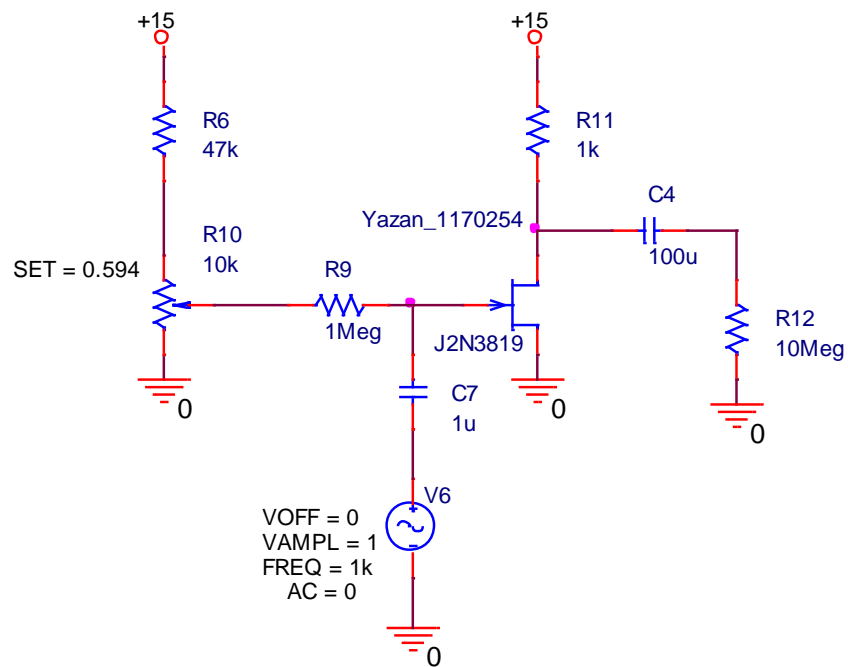 +15
+15
R6
47k
R11
1k
C4
100u
Yazan_1170254
R10
10k
SET = 0.594
R9
1Meg
J2N3819
R12
10Meg
0
0
0
C7
1u
V6
VOFF = 0
VAMPL = 1
FREQ = 1k
AC = 0
0